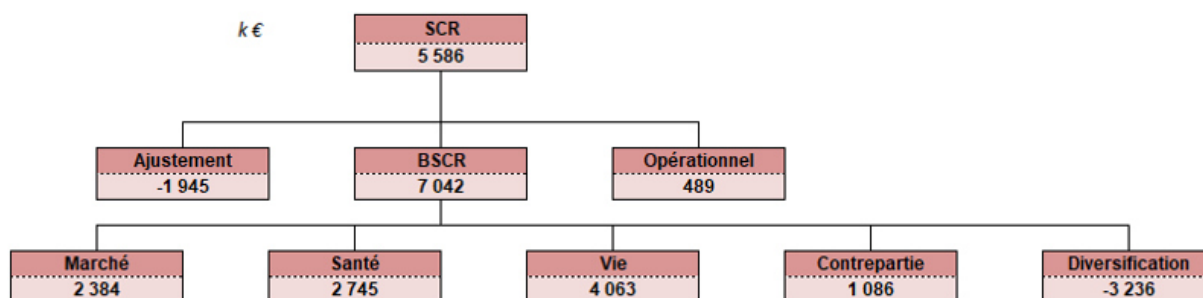 k €
SCR
5 586
Ajustement
BSCR
Opérationnel
-1 945
7 042
489
Marché
Santé
Vie
Contrepartie
Diversification
2 384
2 745
4 063
1 086
-3 236